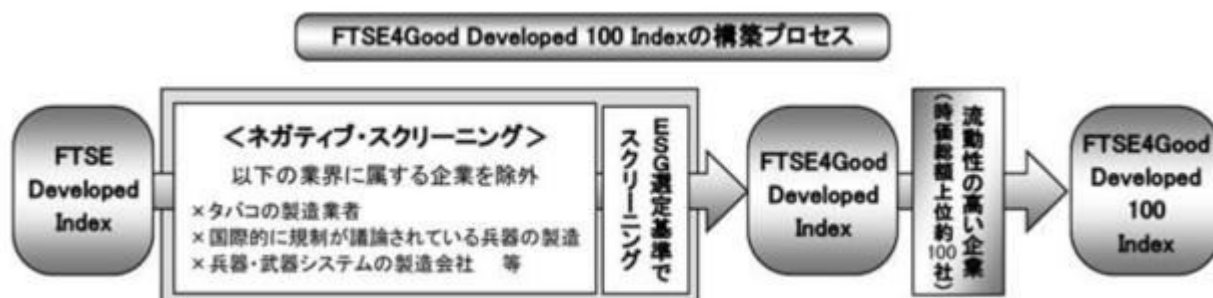 FTSE4Good Developed 100 Indexの構築プロセス
FTSE
Developed
Index
＜ネガティブ・スクリーニング＞
以下の業界に属する企業を除外
×タバコの製造業者
×国際的に規制が議論されている兵器の製造
×兵器・武器システムの製造会社　等
ESG選定基準で
スクリーニング
FTSE4Good
Developed
Index
流動性の高い企業
（時価総額上位約100社）
FTSE4Good
Developed
100
Index